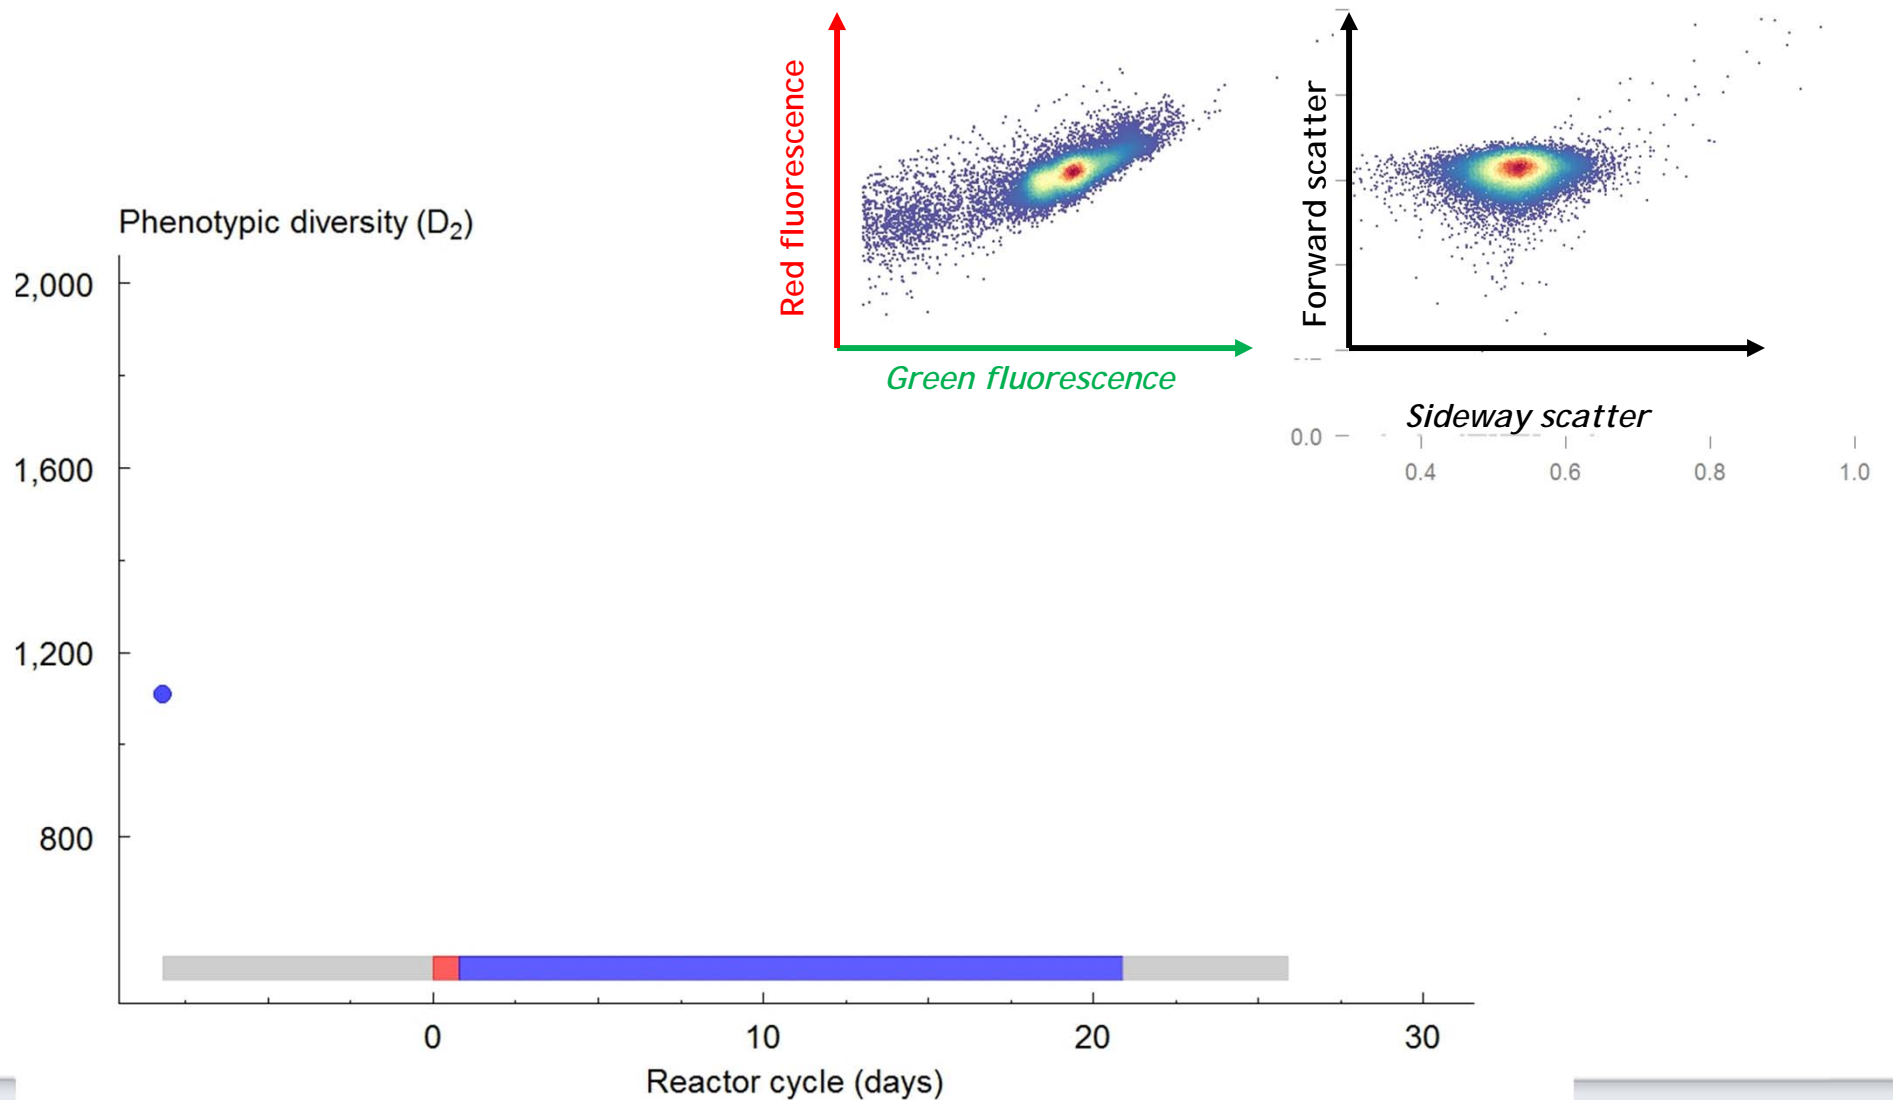 Red fluorescence
Green fluorescence
Forward scatter
Sideway scatter
0.0
0.4
0.6
0.8
1.0
Phenotypic diversity (D₂)
2,000
1,600
1,200
800
0
10
20
30
Reactor cycle (days)